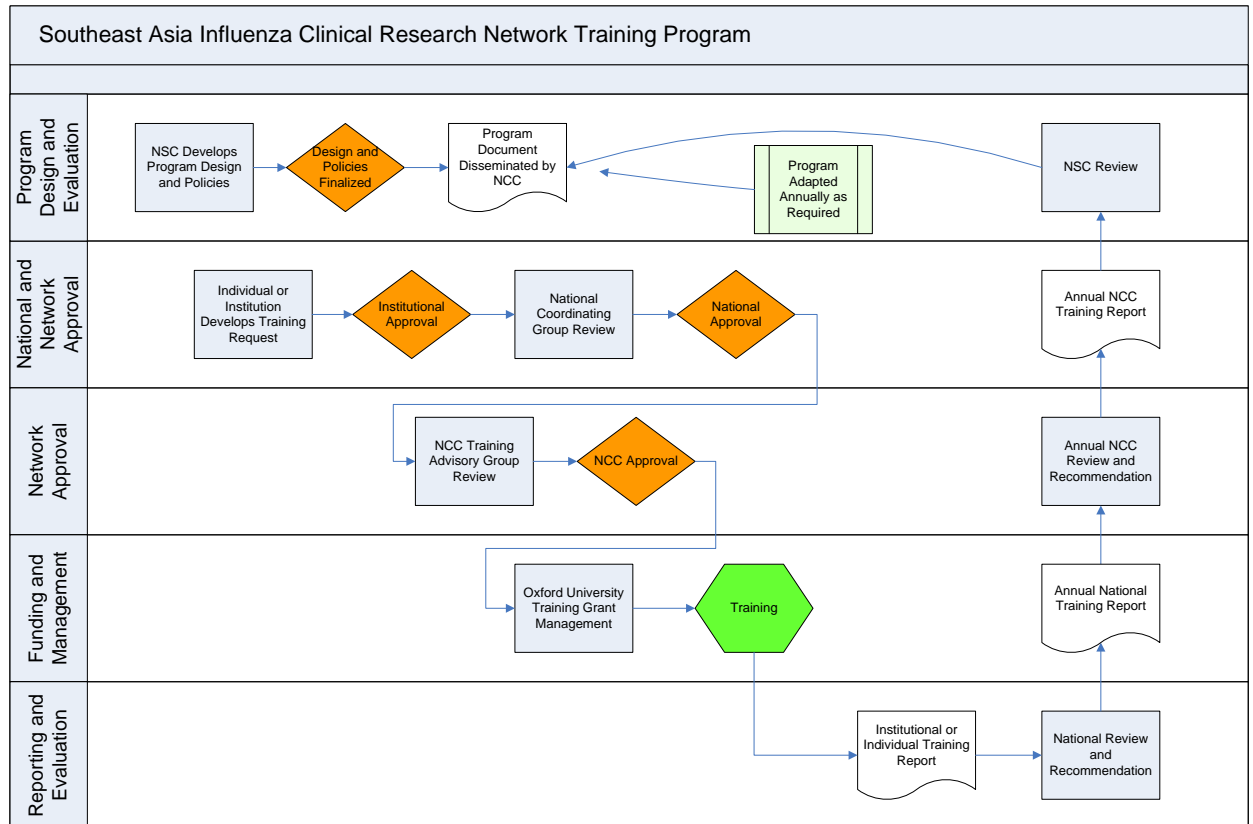 Southeast Asia Influenza Clinical Research Network Training Program
Program
Design and
Evaluation
NSC Develops
Program Design
and Policies
Design and
Policies
Finalized
Program
Document
Disseminated by
NCC
Program
Adapted
Annually as
Required
NSC Review
National and
Network
Approval
Individual or
Institution
Develops Training
Request
Institutional
Approval
National
Coordinating
Group Review
National
Approval
Annual NCC
Training Report
Network
Approval
NCC Training
Advisory Group
Review
NCC Approval
Annual NCC
Review and
Recommendation
Funding and
Management
Oxford University
Training Grant
Management
Training
Annual National
Training Report
Reporting and
Evaluation
Institutional or
Individual Training
Report
National Review
and
Recommendation